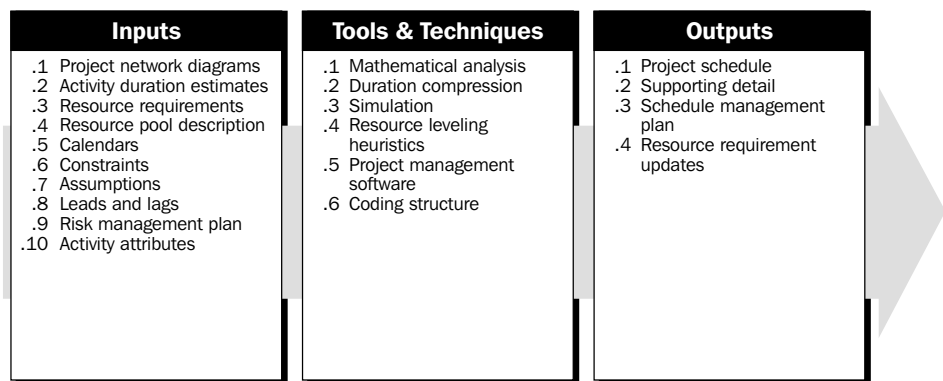 Inputs
.1 Project network diagrams
.2 Activity duration estimates
.3 Resource requirements
.4 Resource pool description
.5 Calendars
.6 Constraints
.7 Assumptions
.8 Leads and lags
.9 Risk management plan
.10 Activity attributes
Tools & Techniques
.1 Mathematical analysis
.2 Duration compression
.3 Simulation
.4 Resource leveling
heuristics
.5 Project management
software
.6 Coding structure
Outputs
.1 Project schedule
.2 Supporting detail
.3 Schedule management
plan
.4 Resource requirement
updates